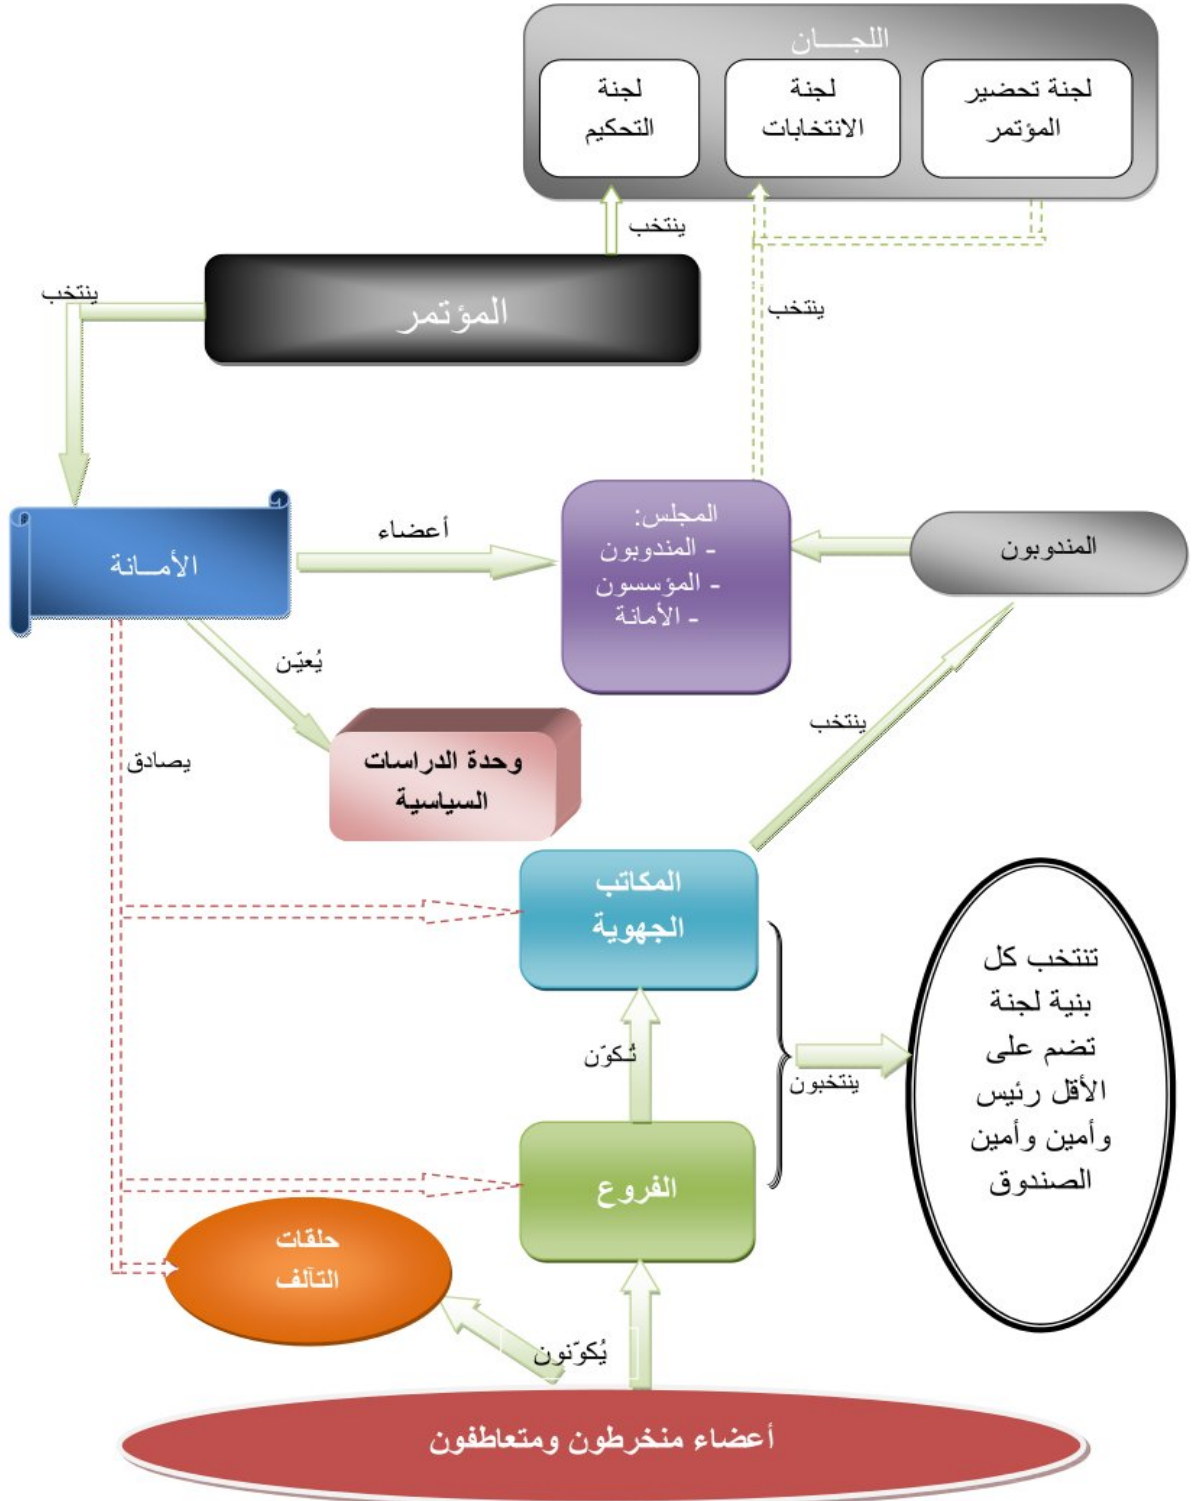 اللجـــــان
لجنة تحضير
المؤتمر
لجنة
الانتخابات
لجنة
التحكيم
ينتخب
المؤتمر
ينتخب
ينتخب
المجلس:
- المندوبون
- المؤسسون
- الأمانة
المندوبون
أعضاء
الأمـــانة
يُعيّن
ينتخب
يصادق
وحدة الدراسات
السياسية
المكاتب
الجهوية
تنتخب كل
بنية لجنة
تضم على
الأقل رئيس
وأمين وأمين
الصندوق
تُكوّن
ينتخبون
الفروع
حلقات
التآلف
يُكوّنون
أعضاء منخرطون ومتعاطفون